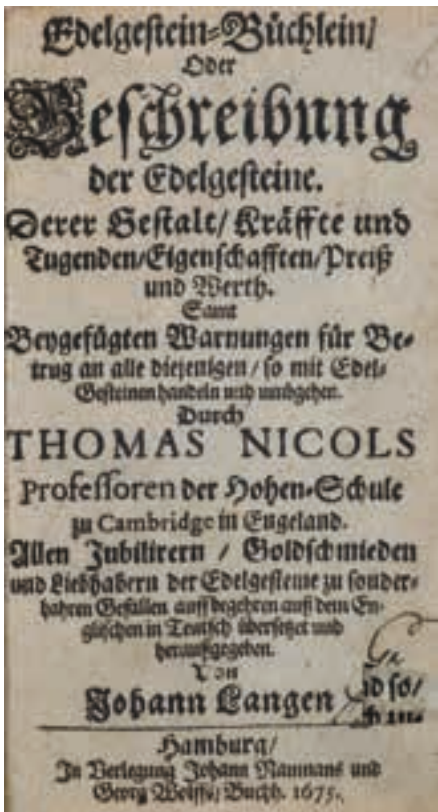 Edelgestein-Büchlein/
Oder
Beschreibung
der Edelgesteine.
Derer Gestalt/ Kräffte und
Tugenden/Eigenschafften/Preiß
und Werth.
Samt
Beygefügten Warnungen für Be-
trug an alle diejenigen/ so mit Edel-
Gesteinen handeln und umbgehen.
Durch
THOMAS NICOLS
Professoren der Hohen-Schule
zu Cambridge in Engeland.
Allen Jubilirern / Goldschmieden
und Liebhabern der Edelgesteine zu sonder-
bahren Gefallen auff begehren auß dem En-
glischen in Teutsch übersetzet und
heraußgegeben.
Von
Johann Langen
Hamburg/
In Verlegung Johann Naumans und
Georg Wolffs/ Buchh. 1675.